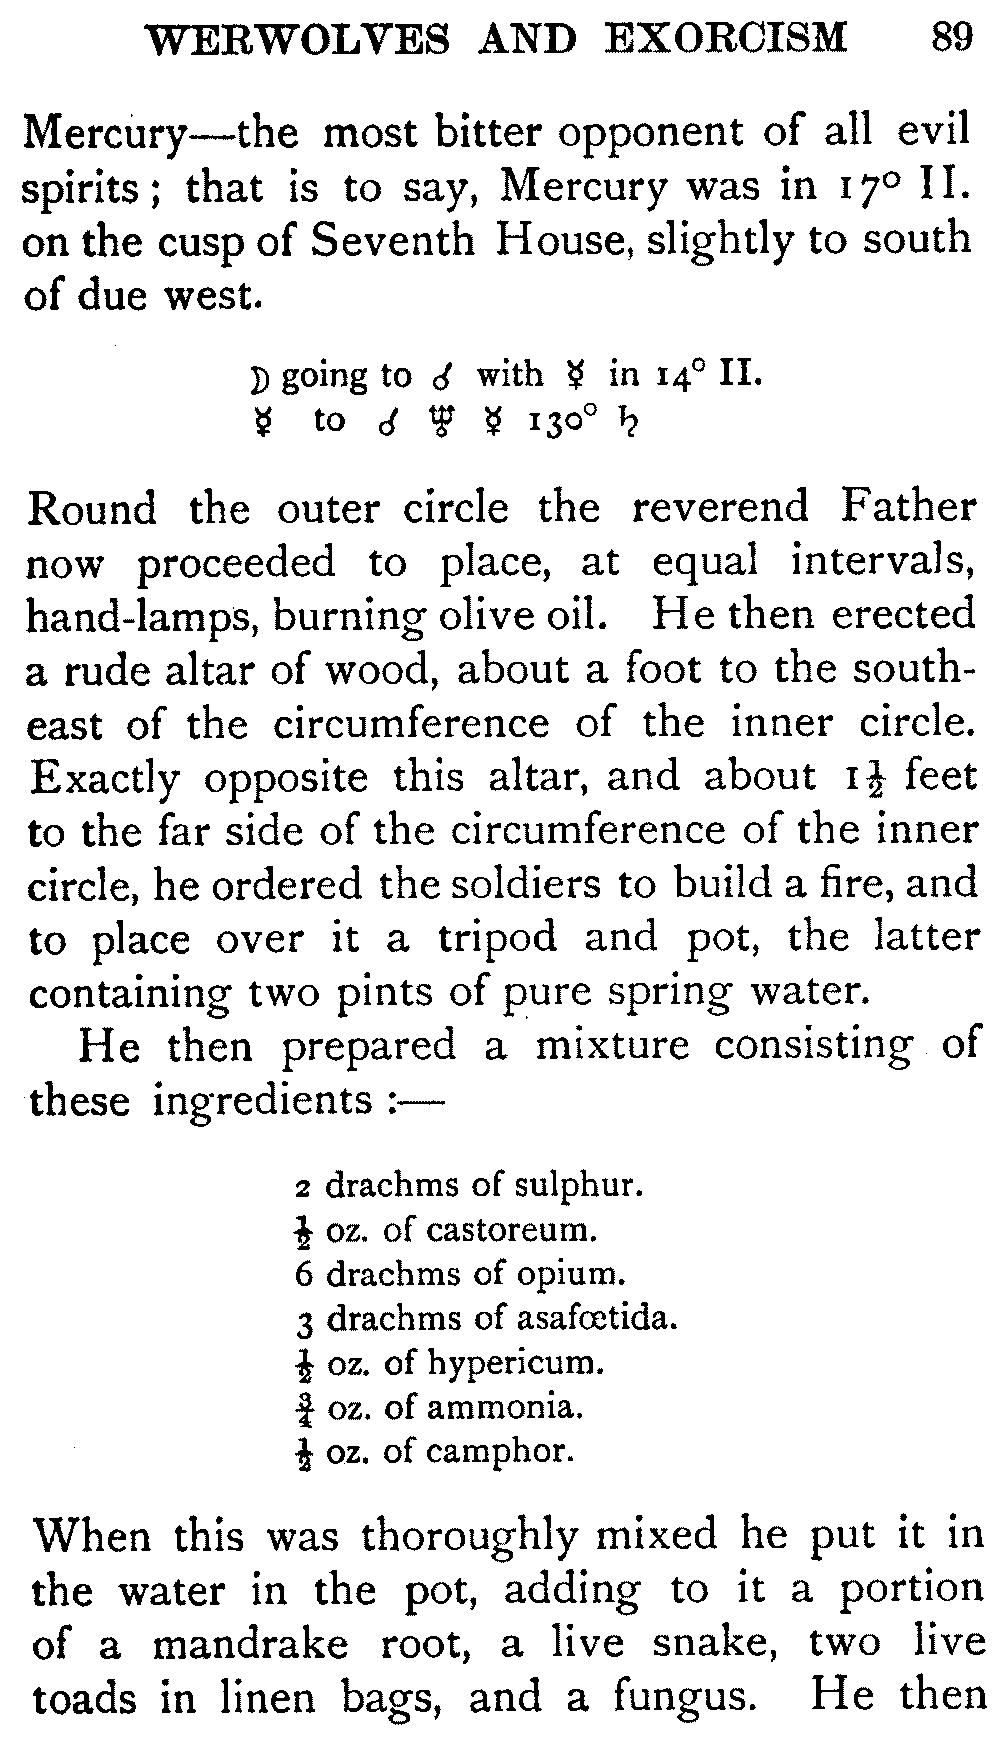 WERWOLVES AND EXORCISM 89
Mercury—the most bitter opponent of all evil
spirits; that is to say, Mercury was in 17° II.
on the cusp of Seventh House, slightly to south
of due west.
☽ going to ☌ with ☿ in 14° II.
☿ to ☌ ♆ ☿ 130° ♄
Round the outer circle the reverend Father
now proceeded to place, at equal intervals,
hand-lamps, burning olive oil. He then erected
a rude altar of wood, about a foot to the south-
east of the circumference of the inner circle.
Exactly opposite this altar, and about 1½ feet
to the far side of the circumference of the inner
circle, he ordered the soldiers to build a fire, and
to place over it a tripod and pot, the latter
containing two pints of pure spring water.
He then prepared a mixture consisting of
these ingredients :—
2 drachms of sulphur.
½ oz. of castoreum.
6 drachms of opium.
3 drachms of asafœtida.
½ oz. of hypericum.
¾ oz. of ammonia.
½ oz. of camphor.
When this was thoroughly mixed he put it in
the water in the pot, adding to it a portion
of a mandrake root, a live snake, two live
toads in linen bags, and a fungus. He then